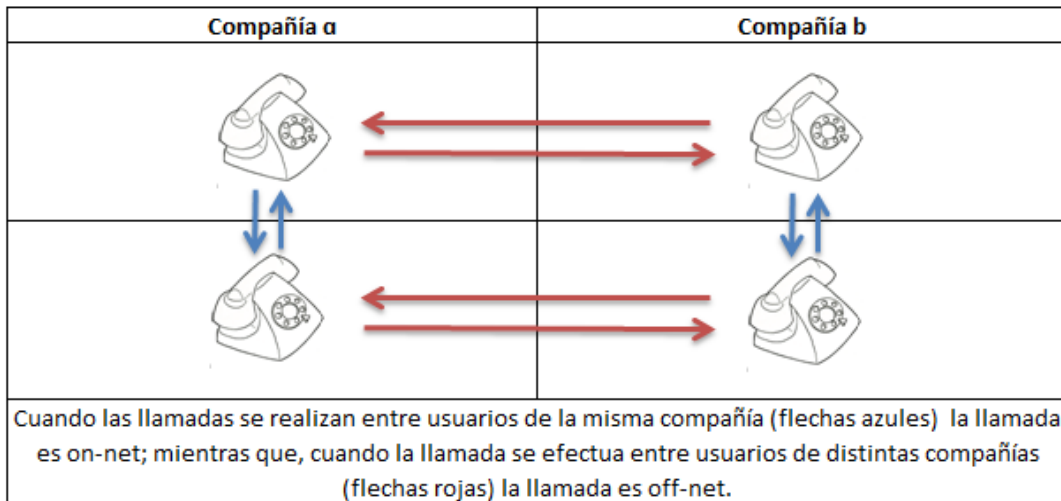 Compañía α
Compañía b
Cuando las llamadas se realizan entre usuarios de la misma compañía (flechas azules) la llamada
es on-net; mientras que, cuando la llamada se efectua entre usuarios de distintas compañías
(flechas rojas) la llamada es off-net.